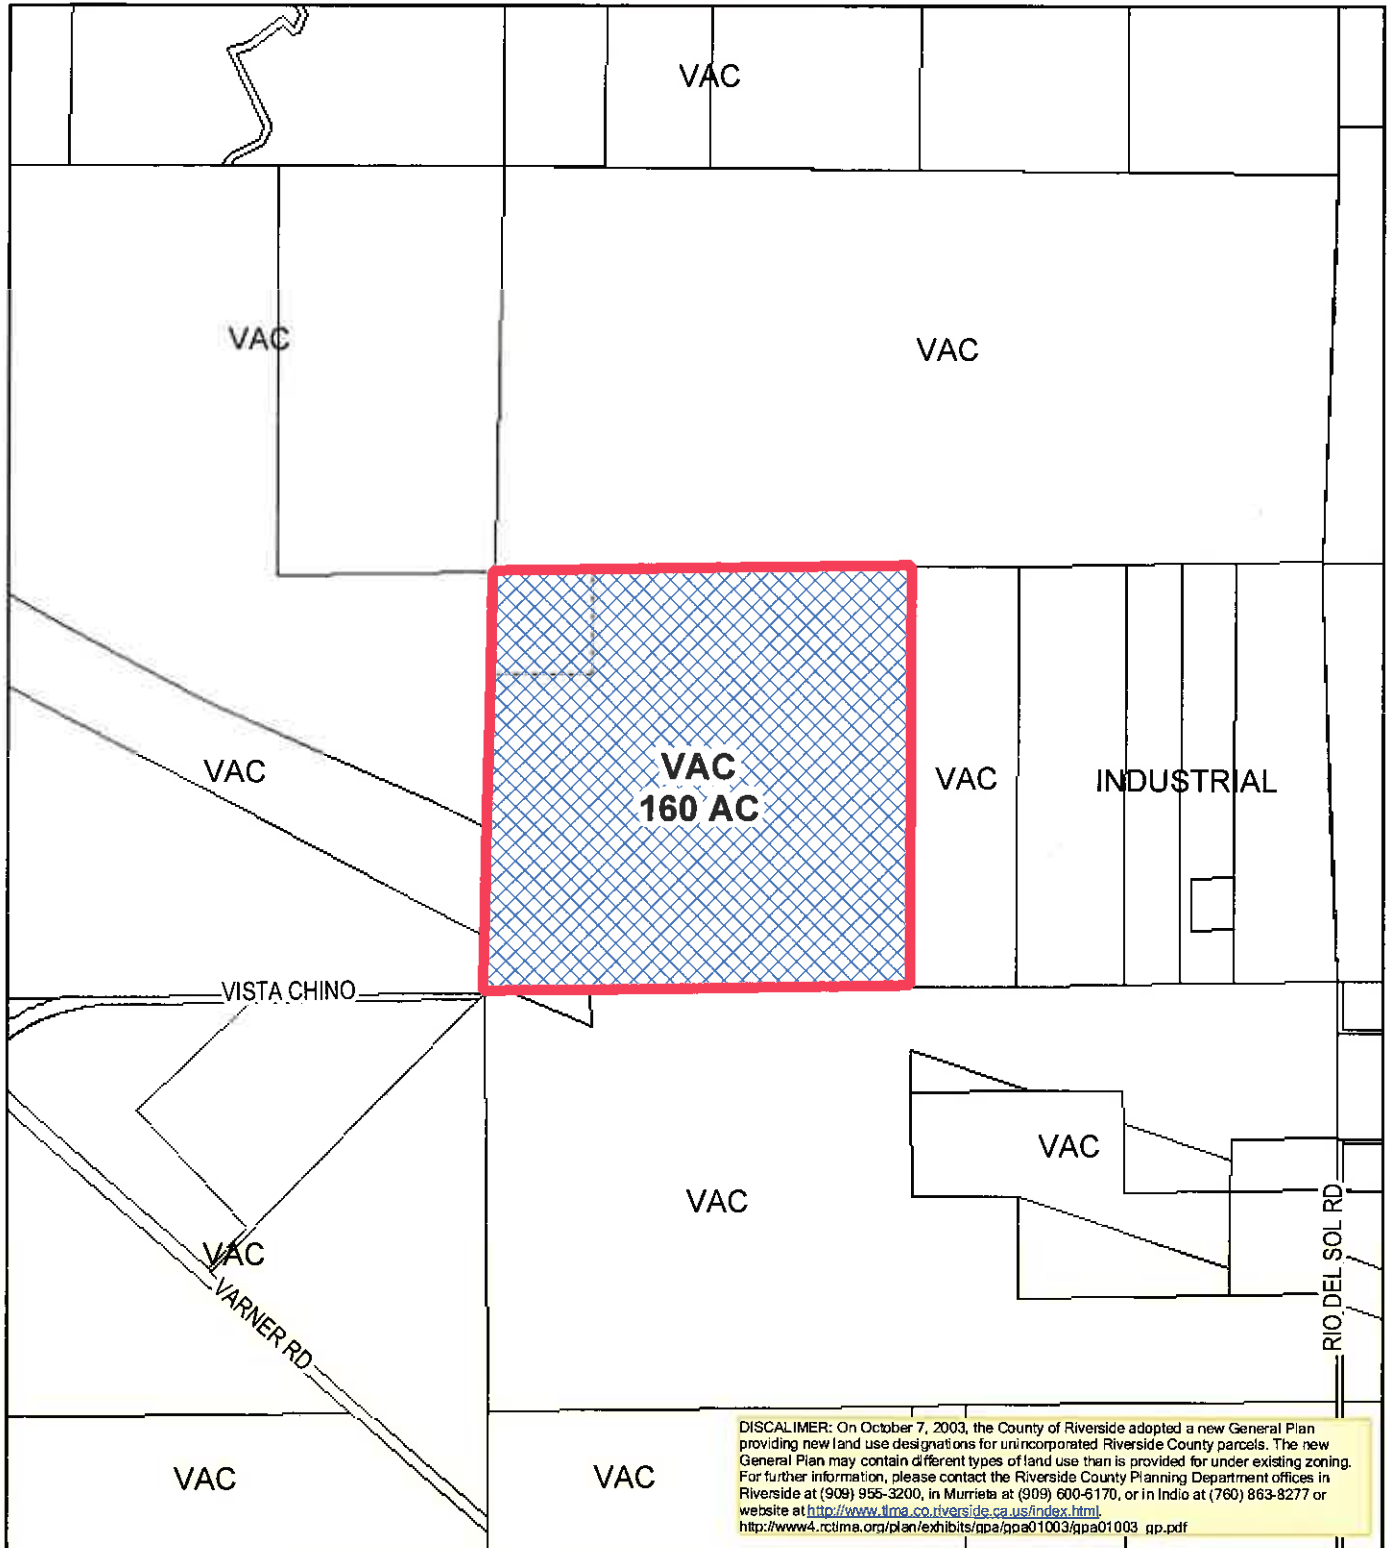 VAC
VAC
VAC
VAC
VAC
160 AC
VAC
INDUSTRIAL
VISTA CHINO
VAC
VAC
VAC
VARNER RD
RIO DEL SOL RD
VAC
VAC
DISCALIMER: On October 7, 2003, the County of Riverside adopted a new General Plan
providing new land use designations for unincorporated Riverside County parcels. The new
General Plan may contain different types of land use than is provided for under existing zoning.
For further information, please contact the Riverside County Planning Department offices in
Riverside at (909) 955-3200, in Murrieta at (909) 600-6170, or in Indio at (760) 863-8277 or
website at http://www.tlma.co.riverside.ca.us/index.html.
http://www4.rctlma.org/plan/exhibits/gpa/gpa01003/gpa01003_gp.pdf